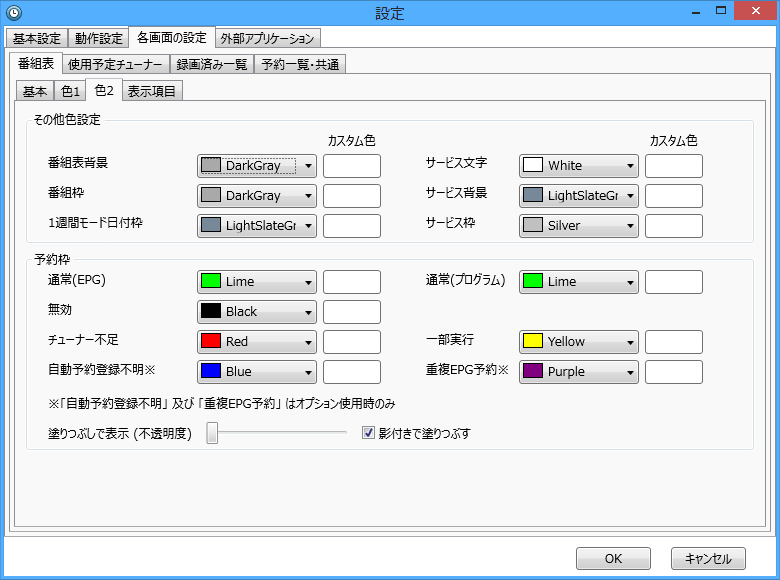 設定
基本設定 動作設定 各画面の設定 外部アプリケーション
番組表 使用予定チューナー 録画済み一覧 予約一覧・共通
基本 色1 色2 表示項目
その他色設定
カスタム色 カスタム色
番組表背景 DarkGray サービス文字 White
番組枠 DarkGray サービス背景 LightSlateGr
1週間モード日付枠 LightSlateGr サービス枠 Silver
予約枠
通常(EPG) Lime 通常(プログラム) Lime
無効 Black
チューナー不足 Red 一部実行 Yellow
自動予約登録不明※ Blue 重複EPG予約※ Purple
※「自動予約登録不明」 及び 「重複EPG予約」 はオプション使用時のみ
塗りつぶしで表示 (不透明度) 影付きで塗りつぶす
OK キャンセル